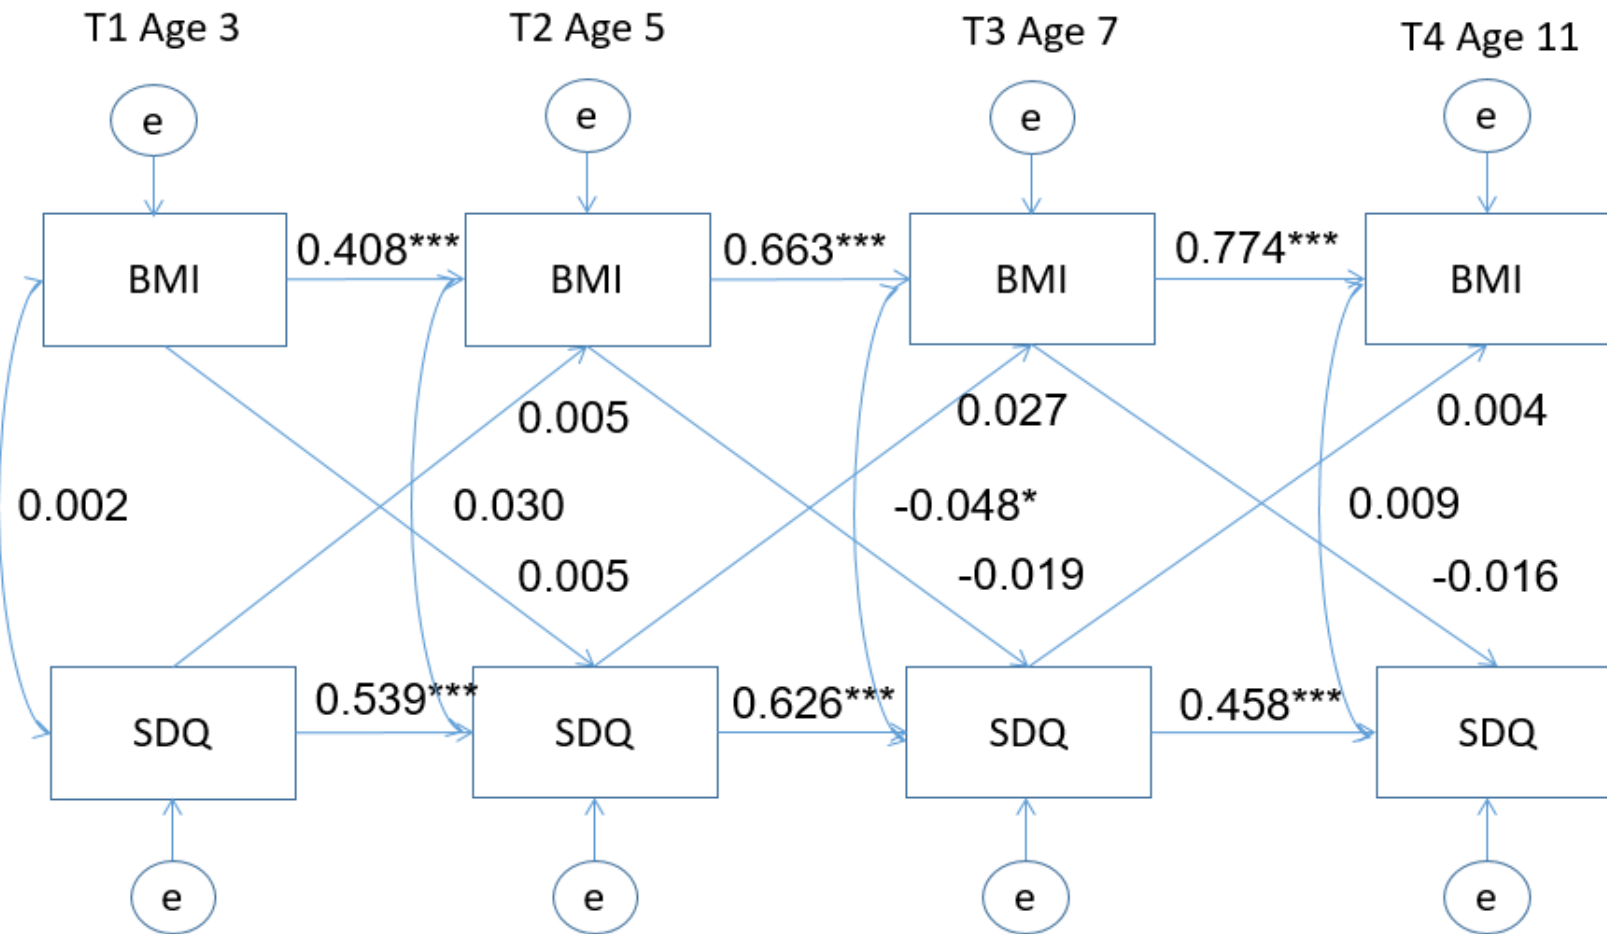 T1 Age 3
T2 Age 5
T3 Age 7
T4 Age 11
e
e
e
e
BMI
0.408***
BMI
0.663***
BMI
0.774***
BMI
0.005
0.027
0.004
0.002
0.030
-0.048*
0.009
0.005
-0.019
-0.016
SDQ
0.539***
SDQ
0.626***
SDQ
0.458***
SDQ
e
e
e
e